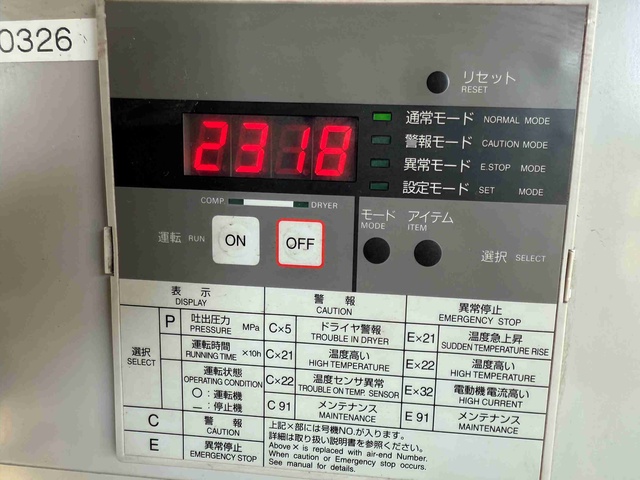 0326
リセット
RESET
2318
通常モード NORMAL MODE
警報モード CAUTION MODE
異常モード E.STOP MODE
設定モード SET MODE
COMP DRYER
運転 RUN ON OFF
モード アイテム
MODE ITEM
選択 SELECT
表示
DISPLAY
選択
SELECT
P 吐出圧力
PRESSURE MPa
運転時間
RUNNING TIME ×10h
運転状態
OPERATING CONDITION
○:運転機
―:停止機
C 警報
CAUTION
E 異常停止
EMERGENCY STOP
警報
CAUTION
C×5 ドライヤ警報
TROUBLE IN DRYER
C×21 温度高い
HIGH TEMPERATURE
C×22 温度センサ異常
TROUBLE ON TEMP. SENSOR
C 91 メンテナンス
MAINTENANCE
異常停止
EMERGENCY STOP
E×21 温度急上昇
SUDDEN TEMPERATURE RISE
E×22 温度高い
HIGH TEMPERATURE
E×32 電動機電流高い
HIGH CURRENT
E 91 メンテナンス
MAINTENANCE
上記×部には号機NO.が入ります。
詳細は取り扱い説明書を参照ください。
Above × is replaced with air-end Number.
When caution or Emergency stop occurs.
See manual for details.